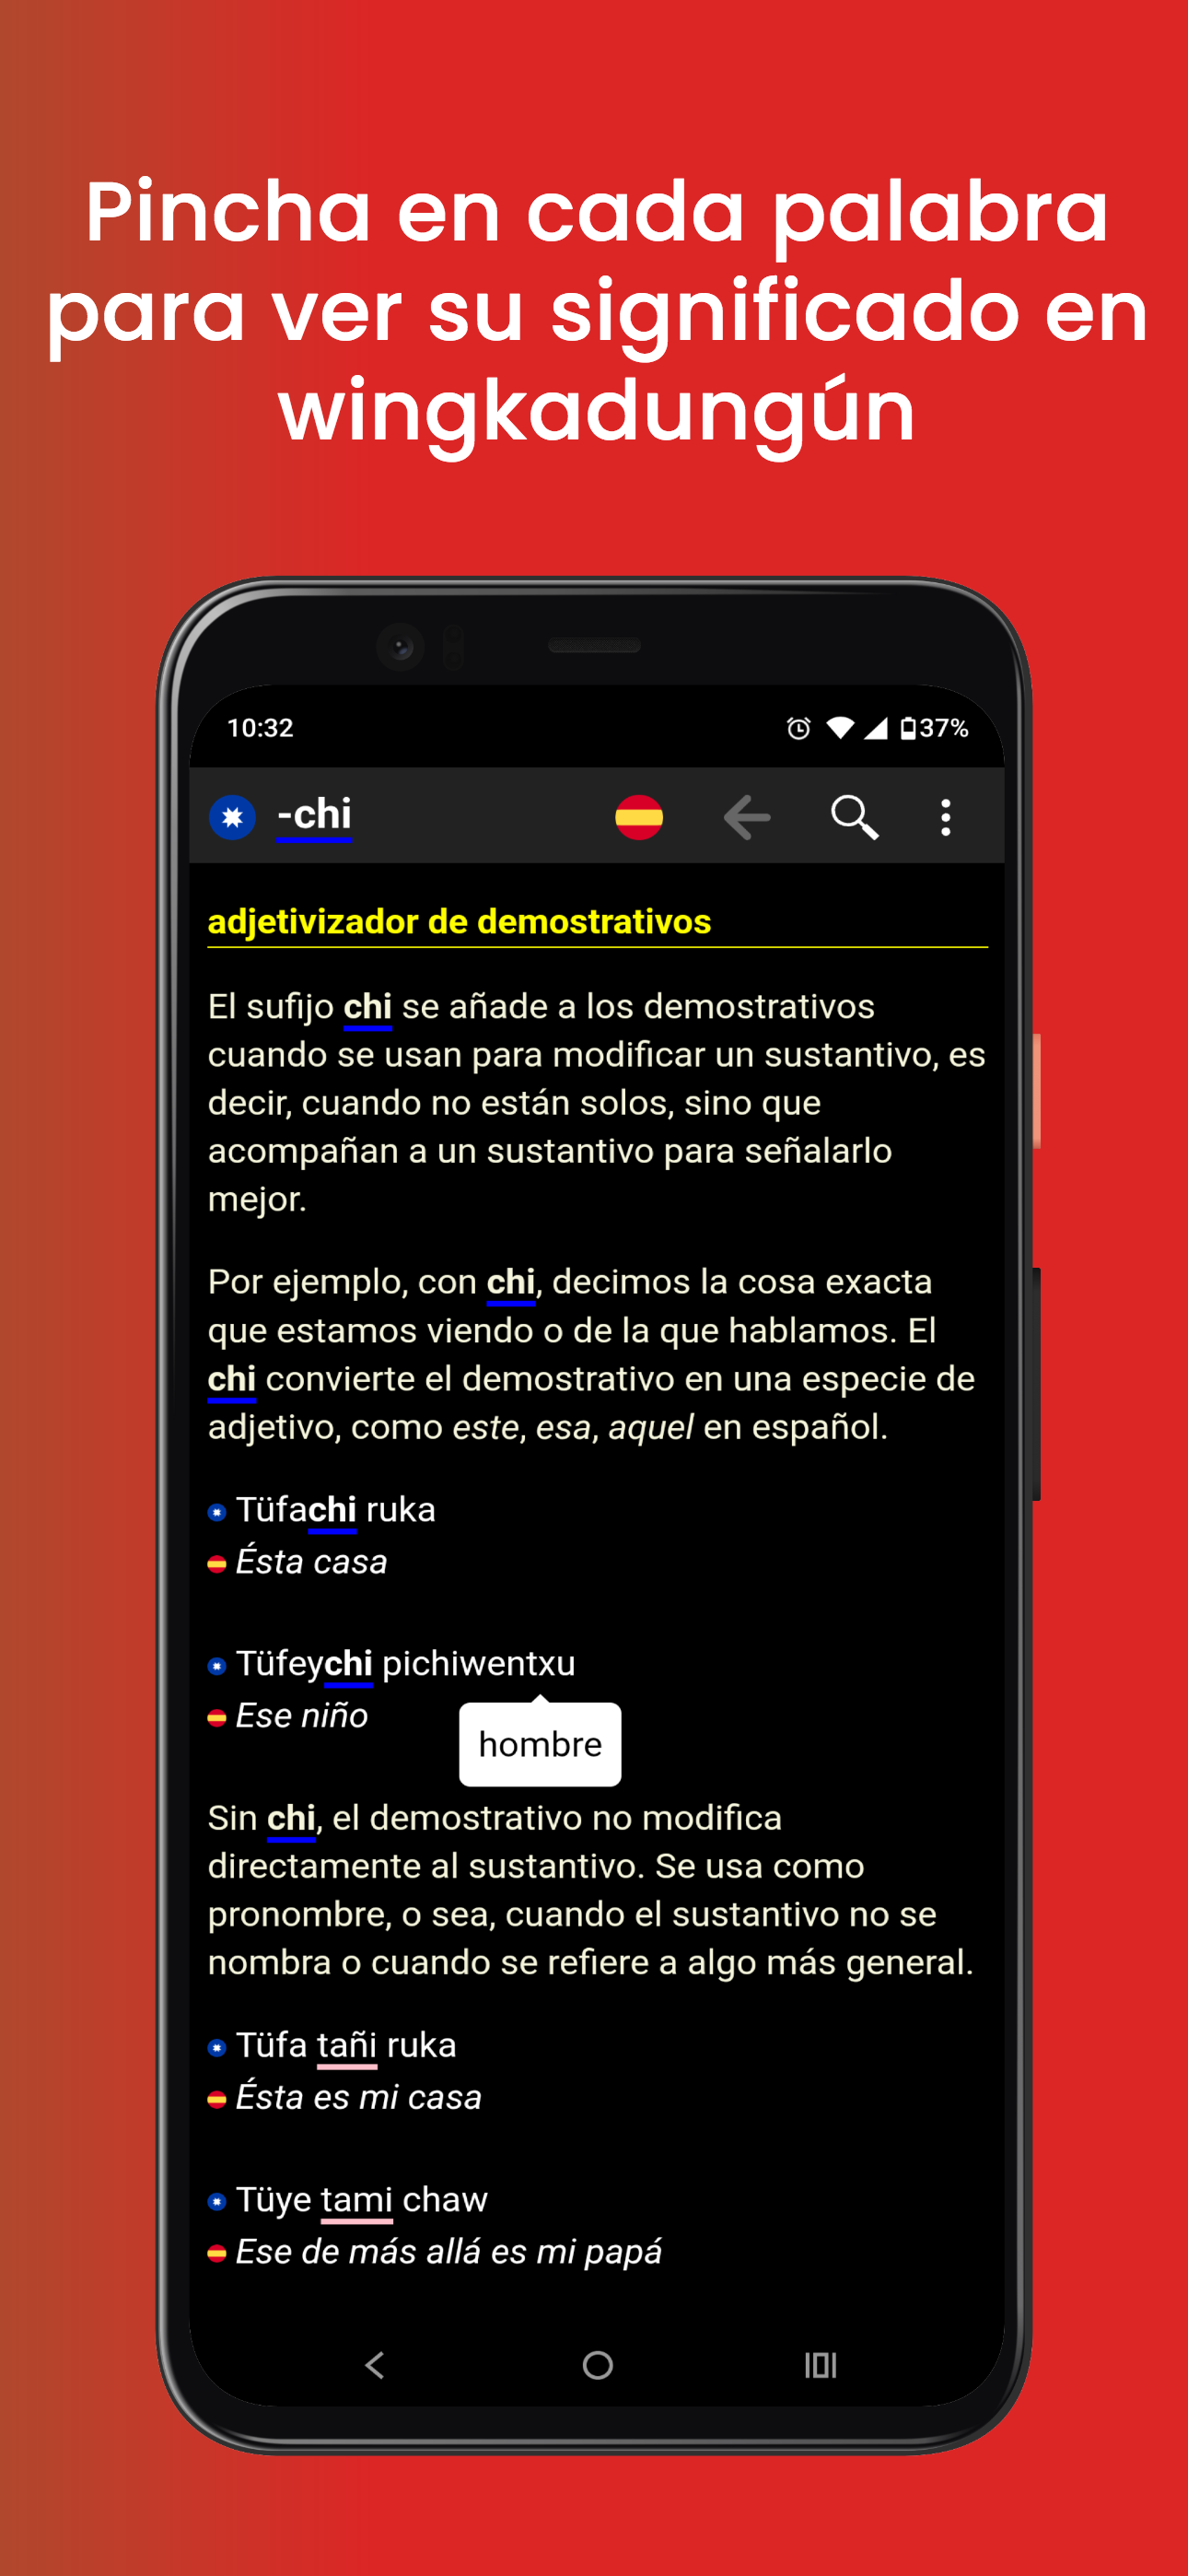 Pincha en cada palabra
para ver su significado en
wingkadungún
10:32
37%
-chi
adjetivizador de demostrativos
El sufijo chi se añade a los demostrativos
cuando se usan para modificar un sustantivo, es
decir, cuando no están solos, sino que
acompañan a un sustantivo para señalarlo
mejor.
Por ejemplo, con chi, decimos la cosa exacta
que estamos viendo o de la que hablamos. El
chi convierte el demostrativo en una especie de
adjetivo, como este, esa, aquel en español.
Tüfachi ruka
Ésta casa
Tüfeychi pichiwentxu
Ese niño
hombre
Sin chi, el demostrativo no modifica
directamente al sustantivo. Se usa como
pronombre, o sea, cuando el sustantivo no se
nombra o cuando se refiere a algo más general.
Tüfa tañi ruka
Ésta es mi casa
Tüye tami chaw
Ese de más allá es mi papá